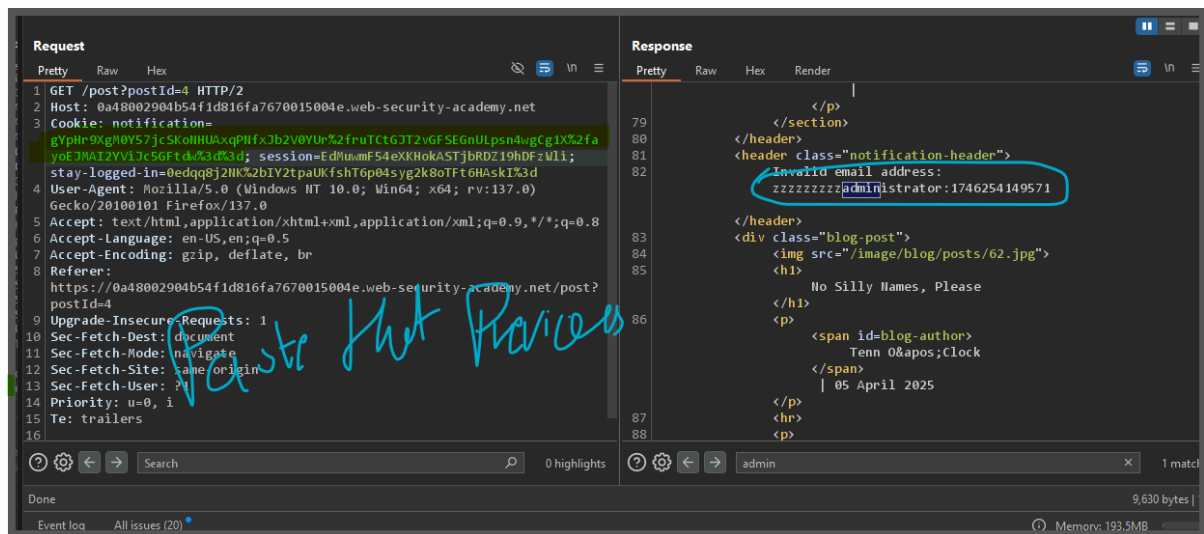 Request
Pretty Raw Hex
\n
1 GET /post?postId=4 HTTP/2
2 Host: 0a48002904b54f1d816fa7670015004e.web-security-academy.net
3 Cookie: notification=
gYpHr9XgM0Y57jcSKoNHUAxqPNfxJb2V0YUr%2fruTCtGJT2vGFSEGnULpsn4wgCg1X%2fa
yoEJMAI2YViJc5GFtdw%3d%3d; session=EdMuwmF54eXKHokASTjbRDZ19hDFzWli;
stay-logged-in=0edqq8j2NK%2bIY2tpaUKfshT6p04syg2k8oTFt6HAskI%3d
4 User-Agent: Mozilla/5.0 (Windows NT 10.0; Win64; x64; rv:137.0)
Gecko/20100101 Firefox/137.0
5 Accept: text/html,application/xhtml+xml,application/xml;q=0.9,*/*;q=0.8
6 Accept-Language: en-US,en;q=0.5
7 Accept-Encoding: gzip, deflate, br
8 Referer:
https://0a48002904b54f1d816fa7670015004e.web-security-academy.net/post?
postId=4
9 Upgrade-Insecure-Requests: 1
10 Sec-Fetch-Dest: document
11 Sec-Fetch-Mode: navigate
12 Sec-Fetch-Site: same-origin
13 Sec-Fetch-User: ?1
14 Priority: u=0, i
15 Te: trailers
16
Paste that
Search
0 highlights
Response
Pretty Raw Hex Render
\n
|
</p>
79 </section>
80 </header>
81 <header class="notification-header">
82 Invalid email address:
zzzzzzzzzadministrator:1746254149571
</header>
83 <div class="blog-post">
84 <img src="/image/blog/posts/62.jpg">
85 <h1>
No Silly Names, Please
</h1>
86 <p>
<span id=blog-author>
Tenn O&apos;Clock
</span>
| 05 April 2025
</p>
87 <hr>
88 <p>
admin
1 match
Done
9,630 bytes |
Event log All issues (20)
Memory: 193.5MB